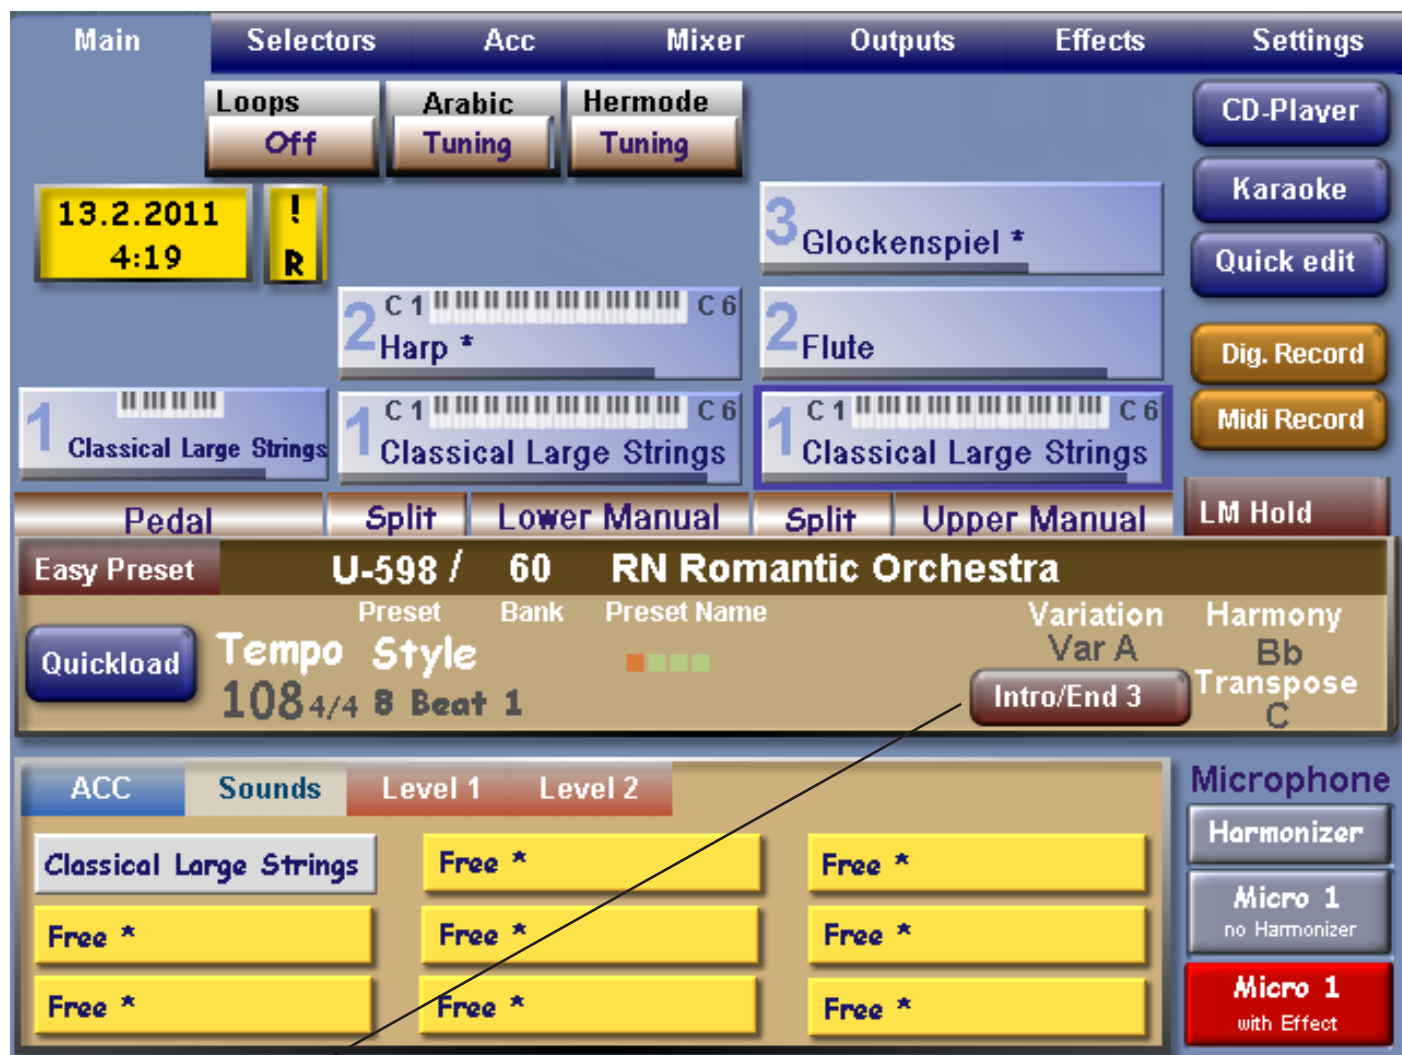 Main Selectors Acc Mixer Outputs Effects Settings
Loops Arabic Hermode
Off Tuning Tuning
CD-Player
Karaoke
Quick edit
13.2.2011 !
4:19 R
3 Glockenspiel *
2 C 1 C 6
Harp *
2 Flute
Dig. Record
Midi Record
1 Classical Large Strings
1 C 1 C 6
Classical Large Strings
1 C 1 C 6
Classical Large Strings
Pedal Split Lower Manual Split Upper Manual
LM Hold
Easy Preset U-598 / 60 RN Romantic Orchestra
Preset Bank Preset Name
Variation Harmony
Var A Bb
Quickload
Tempo Style
108 4/4 8 Beat 1
Intro/End 3
Transpose
C
ACC Sounds Level 1 Level 2
Classical Large Strings Free * Free *
Free * Free * Free *
Free * Free * Free *
Microphone
Harmonizer
Micro 1
no Harmonizer
Micro 1
with Effect